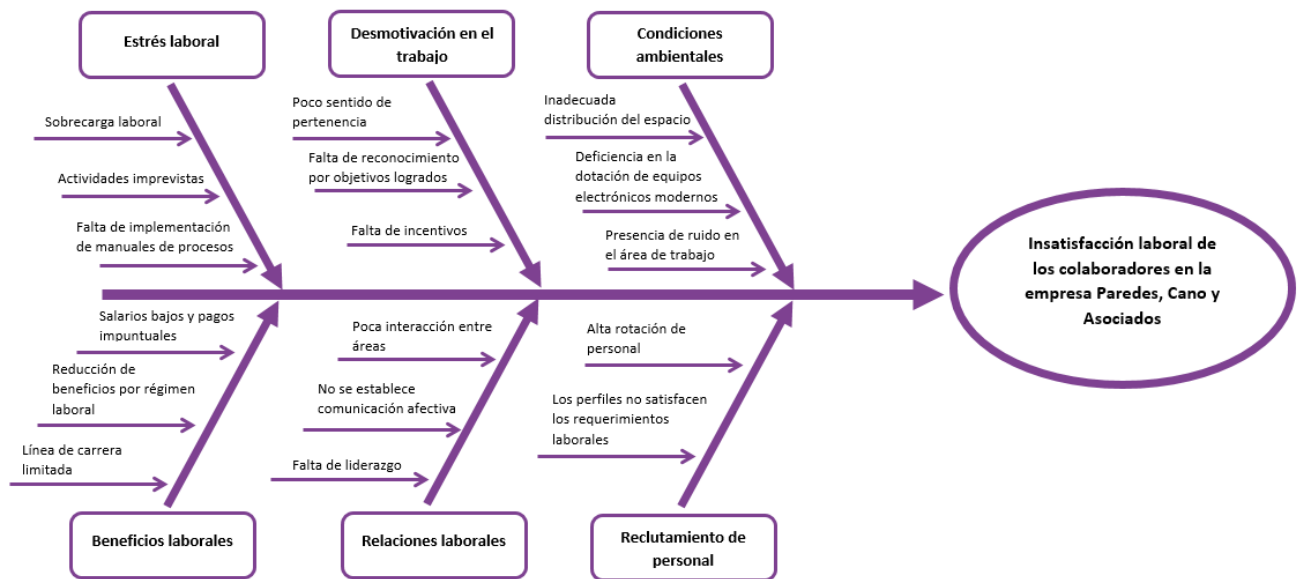 Estrés laboral
Desmotivación en el
trabajo
Condiciones
ambientales
Sobrecarga laboral
Actividades imprevistas
Falta de implementación
de manuales de procesos
Poco sentido de
pertenencia
Falta de reconocimiento
por objetivos logrados
Falta de incentivos
Inadecuada
distribución del espacio
Deficiencia en la
dotación de equipos
electrónicos modernos
Presencia de ruido en
el área de trabajo
Insatisfacción laboral de
los colaboradores en la
empresa Paredes, Cano y
Asociados
Salarios bajos y pagos
impuntuales
Reducción de
beneficios por régimen
laboral
Línea de carrera
limitada
Poca interacción entre
áreas
No se establece
comunicación afectiva
Falta de liderazgo
Alta rotación de
personal
Los perfiles no satisfacen
los requerimientos
laborales
Beneficios laborales
Relaciones laborales
Reclutamiento de
personal